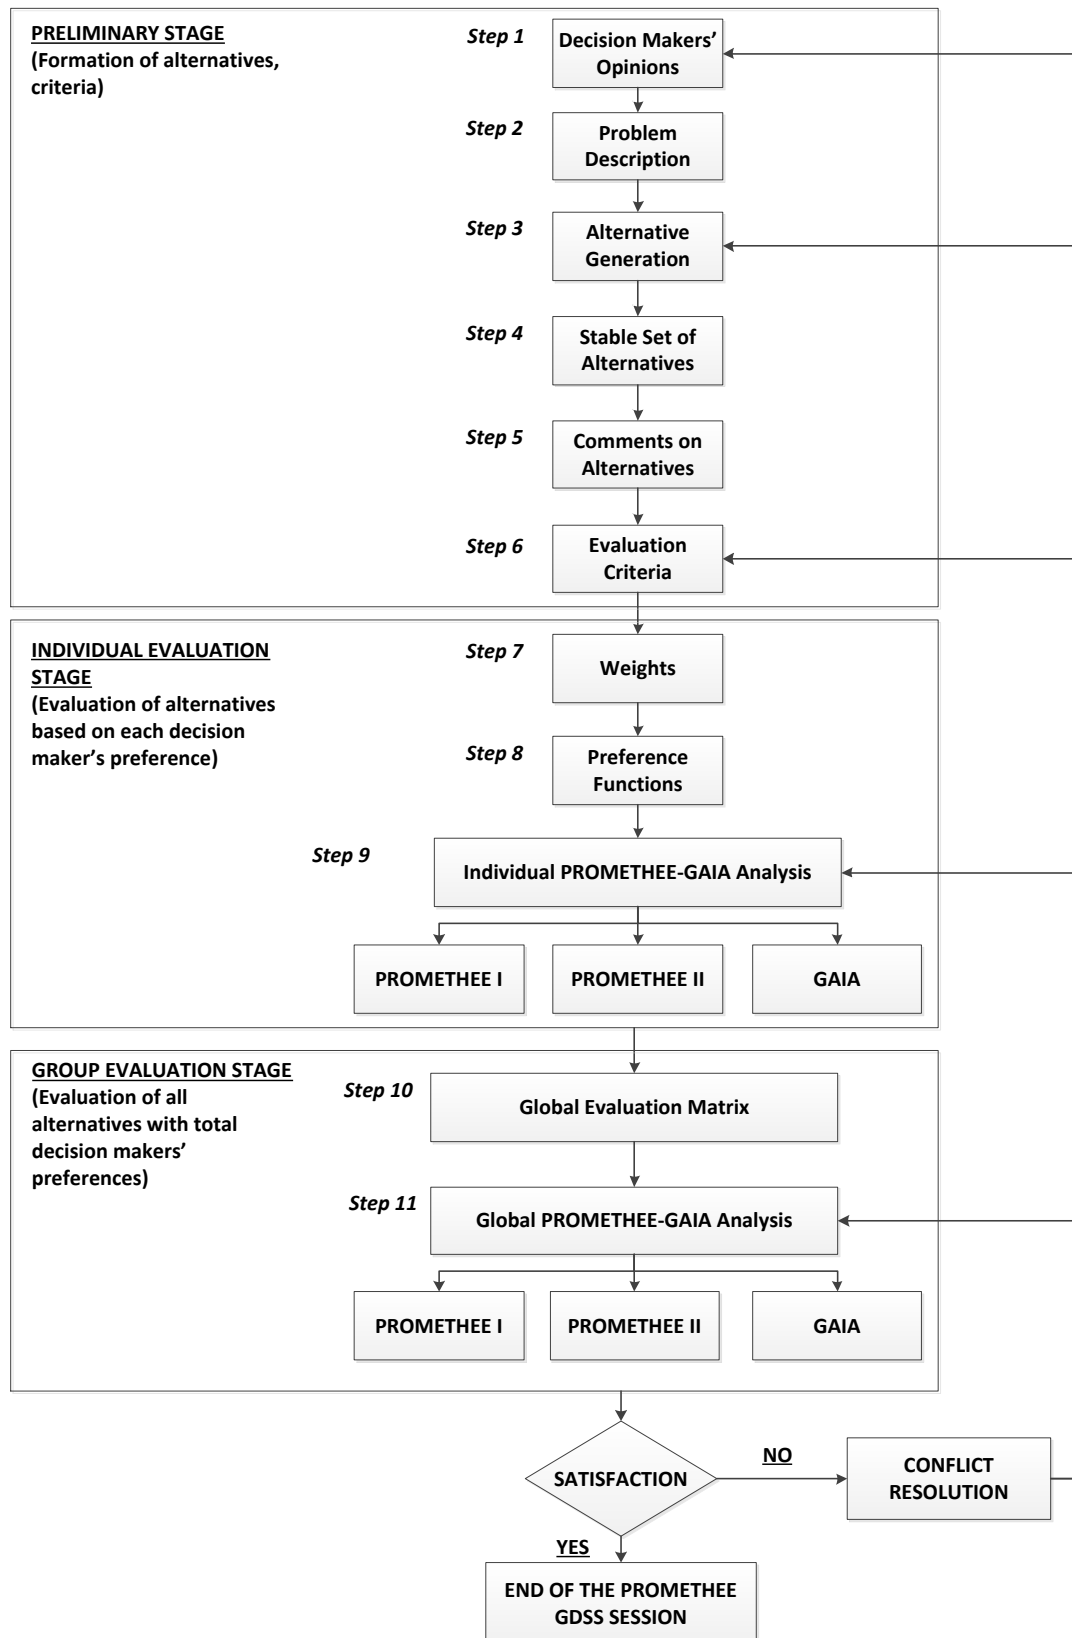 PRELIMINARY STAGE
(Formation of alternatives,
criteria)
Step 1
Decision Makers’
Opinions
Step 2
Problem
Description
Step 3
Alternative
Generation
Step 4
Stable Set of
Alternatives
Step 5
Comments on
Alternatives
Step 6
Evaluation
Criteria
INDIVIDUAL EVALUATION
STAGE
(Evaluation of alternatives
based on each decision
maker’s preference)
Step 7
Weights
Step 8
Preference
Functions
Step 9
Individual PROMETHEE-GAIA Analysis
PROMETHEE I
PROMETHEE II
GAIA
GROUP EVALUATION STAGE
(Evaluation of all
alternatives with total
decision makers’
preferences)
Step 10
Global Evaluation Matrix
Step 11
Global PROMETHEE-GAIA Analysis
PROMETHEE I
PROMETHEE II
GAIA
SATISFACTION
NO
CONFLICT
RESOLUTION
YES
END OF THE PROMETHEE
GDSS SESSION